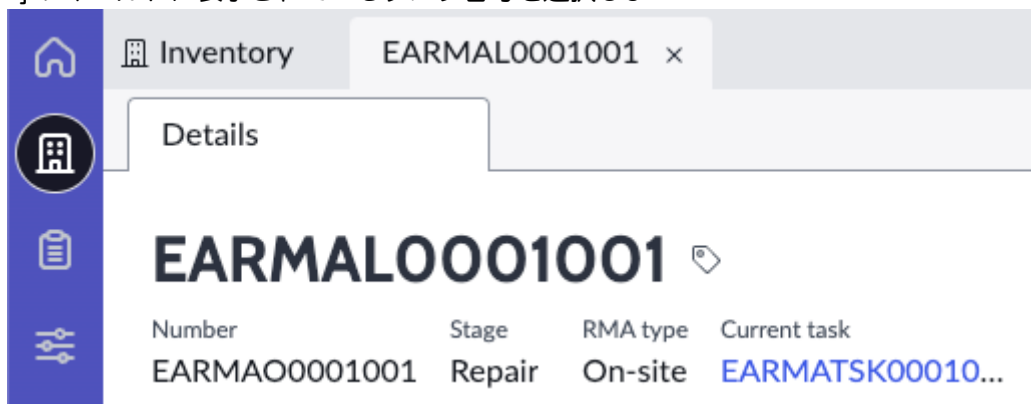 Inventory EARMAL0001001 ×
Details
EARMAL0001001
Number Stage RMA type Current task
EARMAO0001001 Repair On-site EARMATSK00010...